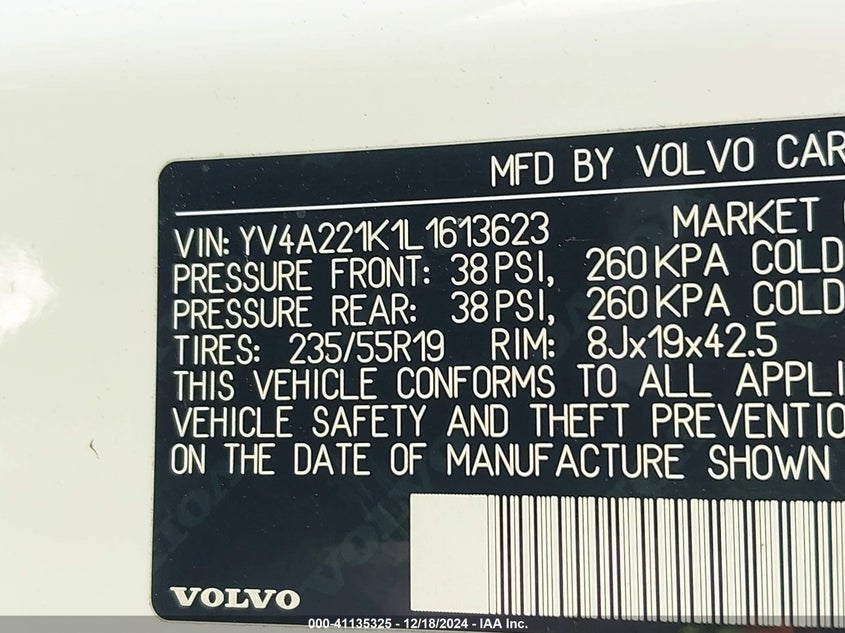 MFD BY VOLVO CAR
VIN: YV4A221K1L1613623 MARKET
PRESSURE FRONT: 38 PSI, 260 KPA COLD
PRESSURE REAR: 38 PSI, 260 KPA COLD
TIRES: 235/55R19 RIM: 8Jx19x42.5
THIS VEHICLE CONFORMS TO ALL APPLI
VEHICLE SAFETY AND THEFT PREVENTIO
ON THE DATE OF MANUFACTURE SHOWN
VOLVO
000-41135325 - 12/18/2024 - IAA Inc.